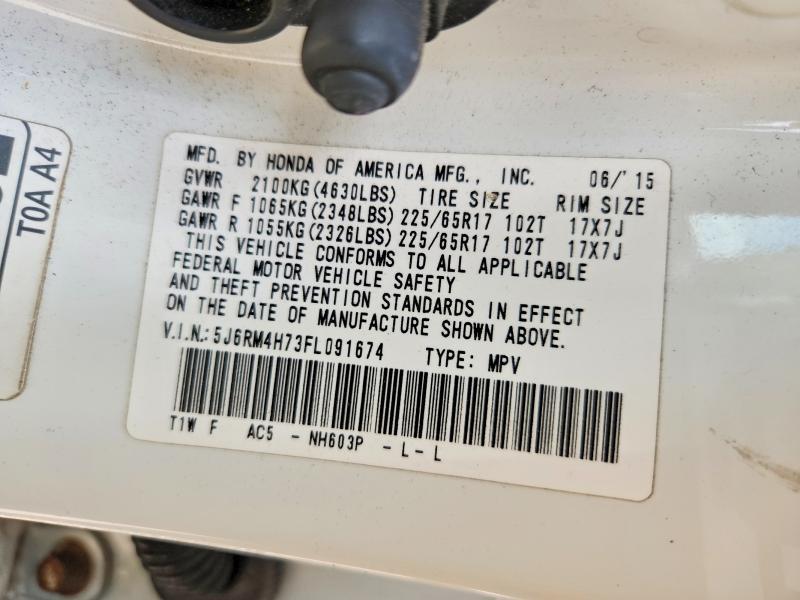 TOA A4
MFD. BY HONDA OF AMERICA MFG., INC. 06/'15
GVWR 2100KG(4630LBS) TIRE SIZE RIM SIZE
GAWR F 1065KG(2348LBS) 225/65R17 102T 17X7J
GAWR R 1055KG(2326LBS) 225/65R17 102T 17X7J
THIS VEHICLE CONFORMS TO ALL APPLICABLE
FEDERAL MOTOR VEHICLE SAFETY
AND THEFT PREVENTION STANDARDS IN EFFECT
ON THE DATE OF MANUFACTURE SHOWN ABOVE.
V.I.N.: 5J6RM4H73FL091674 TYPE: MPV
T1W F AC5 - NH603P - L - L